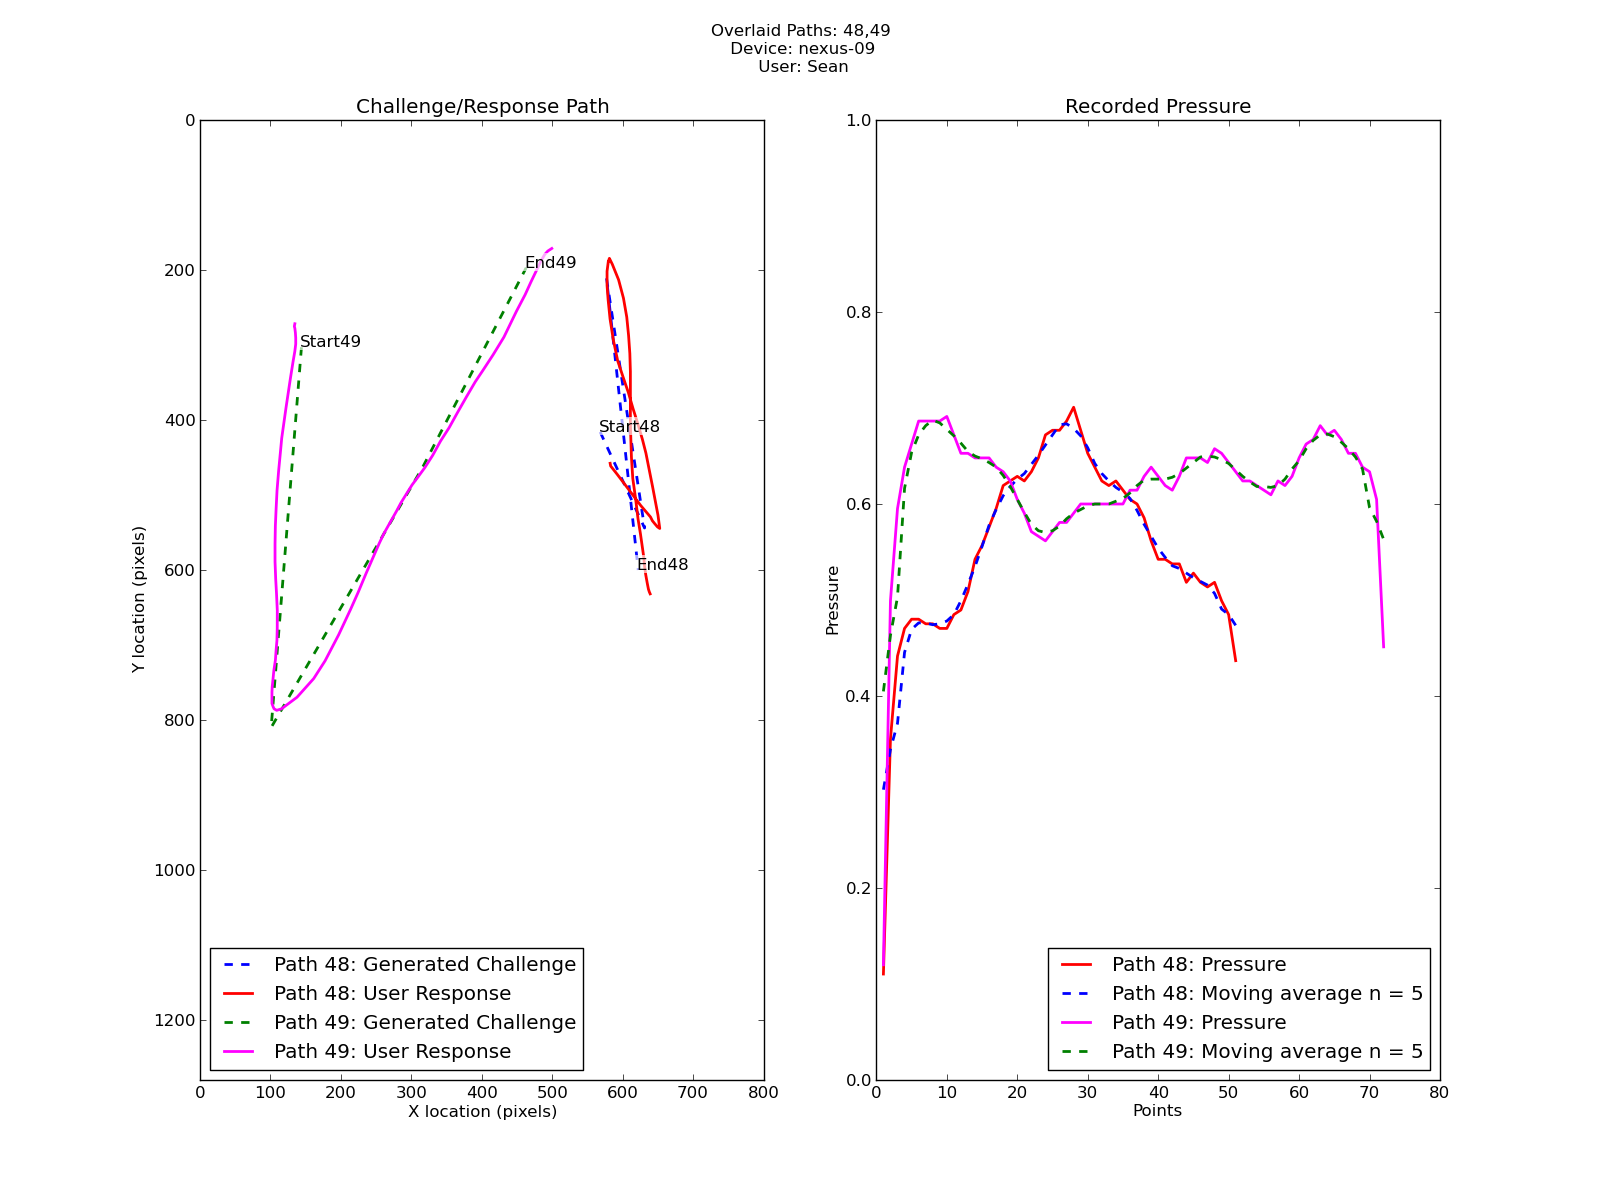 Overlaid Paths: 48,49
Device: nexus-09
User: Sean
Challenge/Response Path
0
200
400
600
800
1000
1200
Y location (pixels)
0 100 200 300 400 500 600 700 800
X location (pixels)
Start49
End49
Start48
End48
Path 48: Generated Challenge
Path 48: User Response
Path 49: Generated Challenge
Path 49: User Response
Recorded Pressure
1.0
0.8
0.6
0.4
0.2
0.0
Pressure
0 10 20 30 40 50 60 70 80
Points
Path 48: Pressure
Path 48: Moving average n = 5
Path 49: Pressure
Path 49: Moving average n = 5